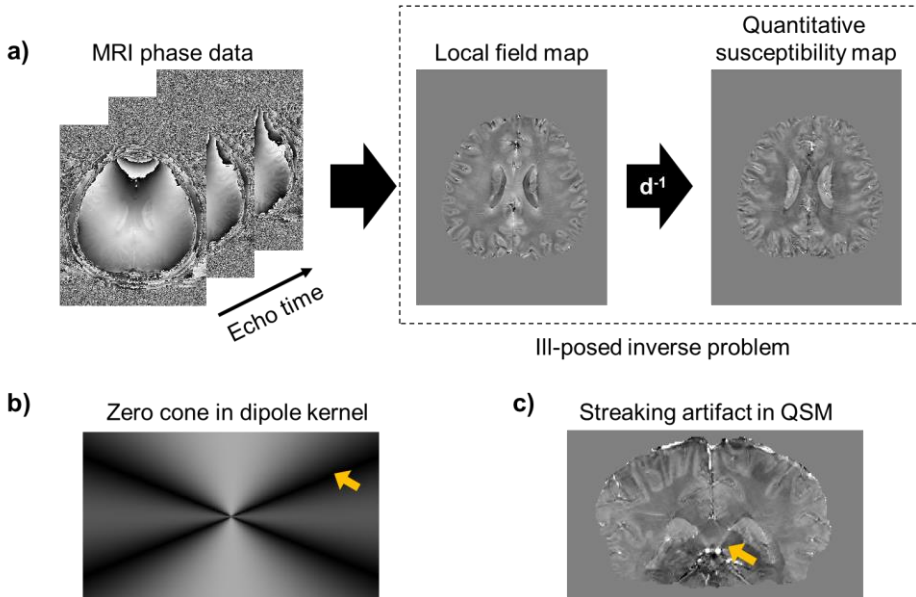 a)
MRI phase data
Echo time
Local field map
Quantitative
susceptibility map
d-1
Ill-posed inverse problem
b)
Zero cone in dipole kernel
c)
Streaking artifact in QSM